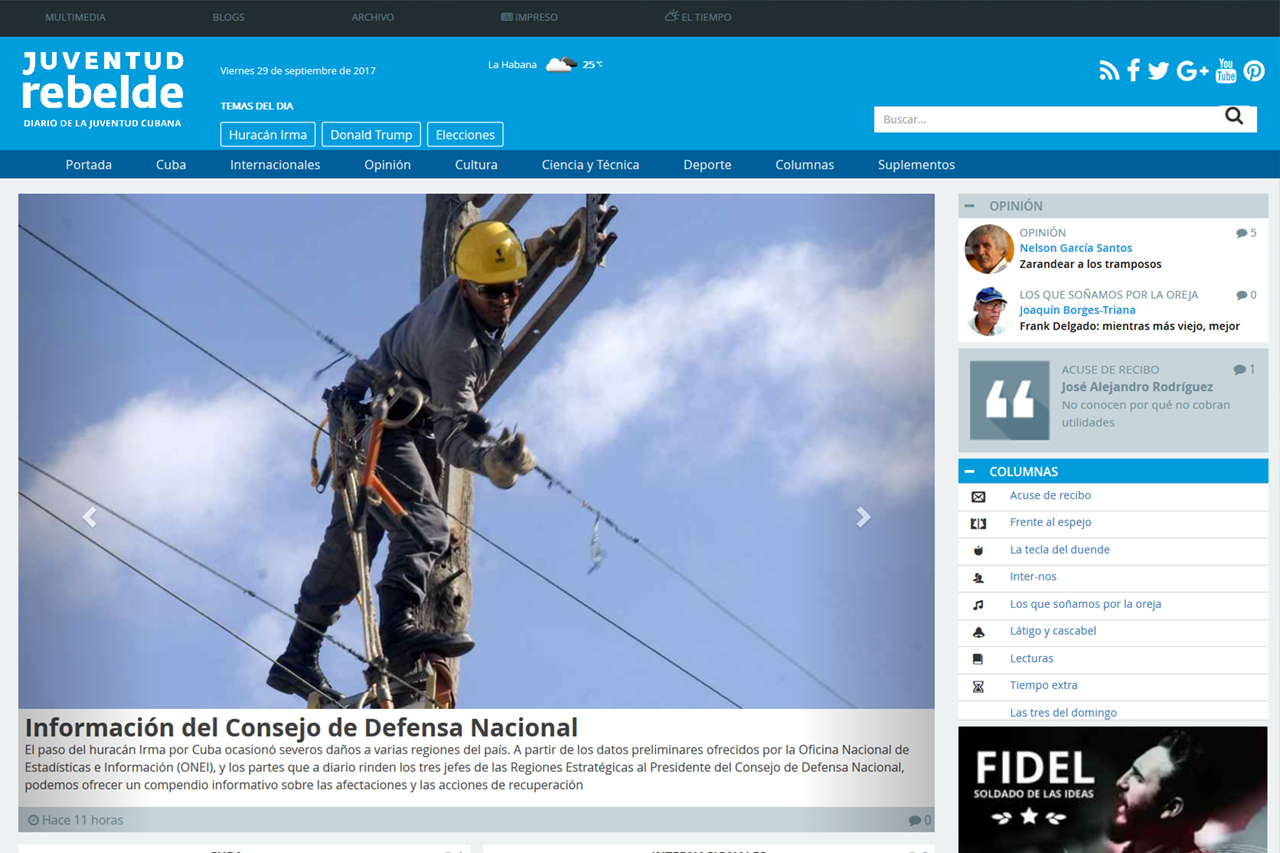 MULTIMEDIA
BLOGS
ARCHIVO
IMPRESO
EL TIEMPO
JUVENTUD
rebelde
DIARIO DE LA JUVENTUD CUBANA
Viernes 29 de septiembre de 2017
La Habana 25 °C
TEMAS DEL DIA
Huracán Irma
Donald Trump
Elecciones
You
Tube
Buscar...
Portada
Cuba
Internacionales
Opinión
Cultura
Ciencia y Técnica
Deporte
Columnas
Suplementos
Información del Consejo de Defensa Nacional
El paso del huracán Irma por Cuba ocasionó severos daños a varias regiones del país. A partir de los datos preliminares ofrecidos por la Oficina Nacional de
Estadísticas e Información (ONEI), y los partes que a diario rinden los tres jefes de las Regiones Estratégicas al Presidente del Consejo de Defensa Nacional,
podemos ofrecer un compendio informativo sobre las afectaciones y las acciones de recuperación
Hace 11 horas
0
OPINIÓN
OPINIÓN
5
Nelson García Santos
Zarandear a los tramposos
LOS QUE SOÑAMOS POR LA OREJA
0
Joaquín Borges-Triana
Frank Delgado: mientras más viejo, mejor
ACUSE DE RECIBO
1
José Alejandro Rodríguez
No conocen por qué no cobran
utilidades
COLUMNAS
Acuse de recibo
Frente al espejo
La tecla del duende
Inter-nos
Los que soñamos por la oreja
Látigo y cascabel
Lecturas
Tiempo extra
Las tres del domingo
FIDEL
SOLDADO DE LAS IDEAS